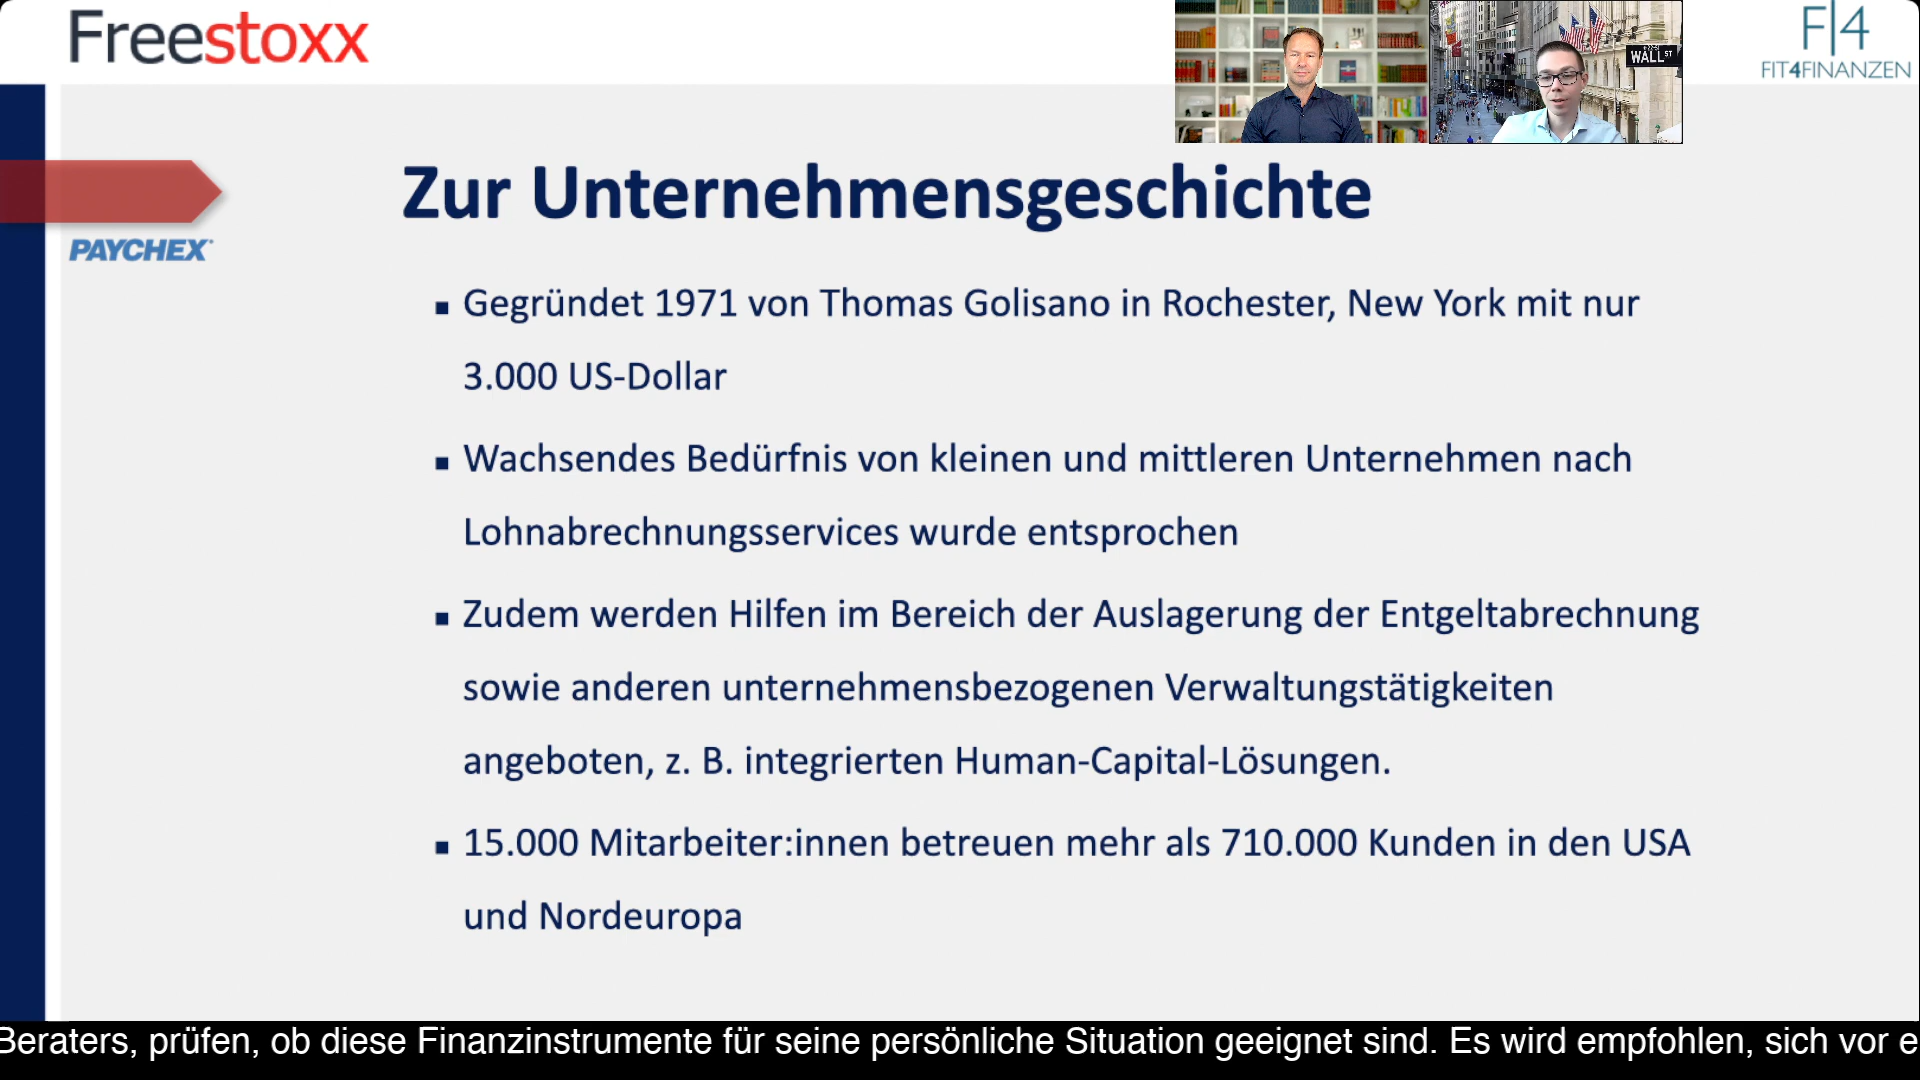 Freestoxx
WALL ST
F|4
FIT4FINANZEN
PAYCHEX
Zur Unternehmensgeschichte
▪ Gegründet 1971 von Thomas Golisano in Rochester, New York mit nur
3.000 US-Dollar
▪ Wachsendes Bedürfnis von kleinen und mittleren Unternehmen nach
Lohnabrechnungsservices wurde entsprochen
▪ Zudem werden Hilfen im Bereich der Auslagerung der Entgeltabrechnung
sowie anderen unternehmensbezogenen Verwaltungstätigkeiten
angeboten, z. B. integrierten Human-Capital-Lösungen.
▪ 15.000 Mitarbeiter:innen betreuen mehr als 710.000 Kunden in den USA
und Nordeuropa
Beraters, prüfen, ob diese Finanzinstrumente für seine persönliche Situation geeignet sind. Es wird empfohlen, sich vor e